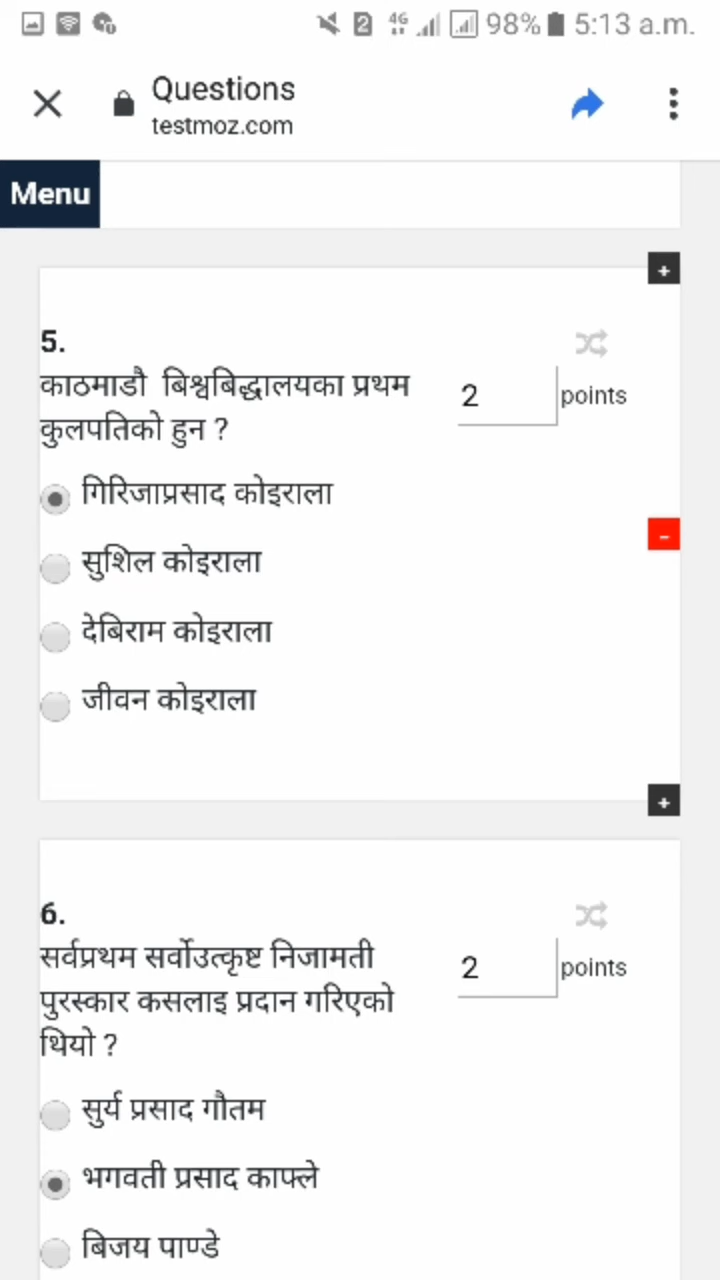 98% 5:13 a.m.
Questions
testmoz.com
Menu
+
5.
काठमाडौ बिश्वबिद्धालयका प्रथम
कुलपतिको हुन ?
2 points
गिरिजाप्रसाद कोइराला
-
सुशिल कोइराला
देबिराम कोइराला
जीवन कोइराला
+
6.
सर्वप्रथम सर्वोउत्कृष्ट निजामती
पुरस्कार कसलाइ प्रदान गरिएको
थियो ?
2 points
सुर्य प्रसाद गौतम
भगवती प्रसाद काफ्ले
बिजय पाण्डे